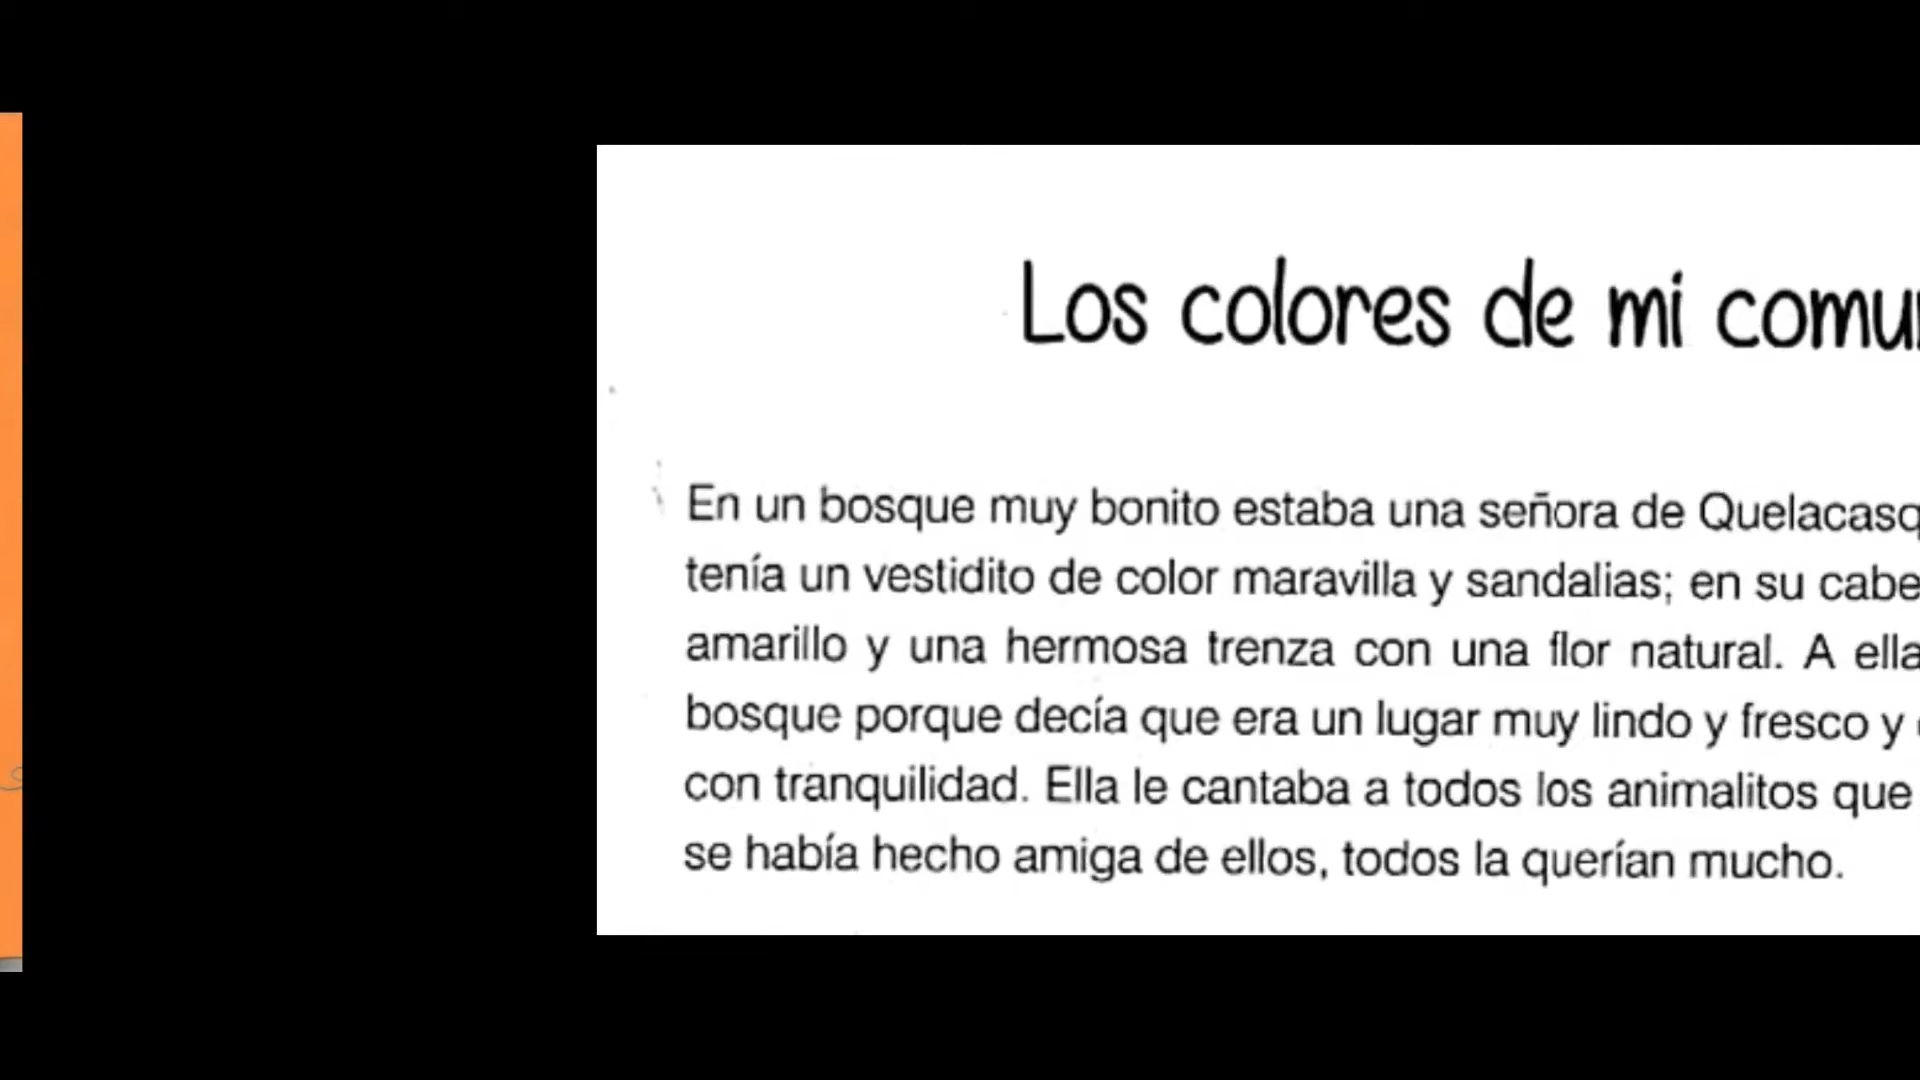 Los colores de mi comu
En un bosque muy bonito estaba una señora de Quelacasq
tenía un vestidito de color maravilla y sandalias; en su cabe
amarillo y una hermosa trenza con una flor natural. A ella
bosque porque decía que era un lugar muy lindo y fresco y
con tranquilidad. Ella le cantaba a todos los animalitos que
se había hecho amiga de ellos, todos la querían mucho.